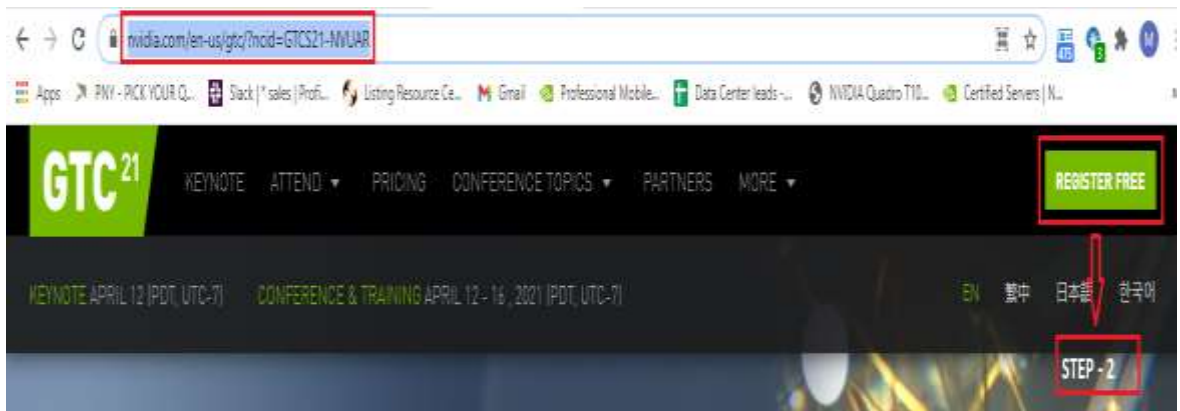 nvidia.com/en-us/gtc/?ncid=GTCS21-NVUAR
475 3 M
Apps PNY - PICK YOUR Q... Slack | * sales | Profi... Listing Resource Ce... Gmail Professional Mobile... Data Center leads -... NVIDIA Quadro T10... Certified Servers | N...
GTC 21 KEYNOTE ATTEND PRICING CONFERENCE TOPICS PARTNERS MORE REGISTER FREE
KEYNOTE APRIL 12 (PDT, UTC-7) CONFERENCE & TRAINING APRIL 12 - 16 , 2021 (PDT, UTC-7) EN 繁中 日本語 한국어
STEP - 2